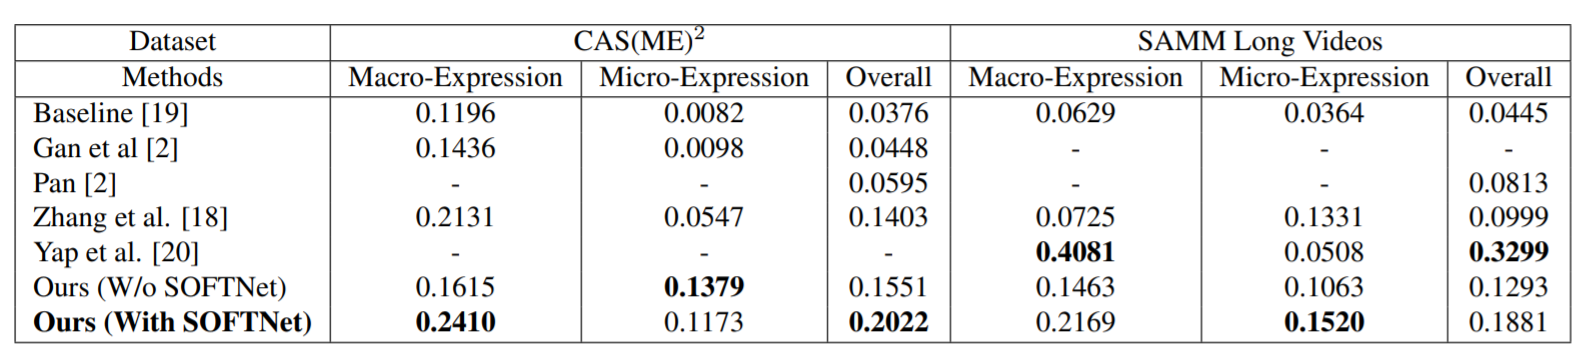 Dataset CAS(ME)² SAMM Long Videos
Methods Macro-Expression Micro-Expression Overall Macro-Expression Micro-Expression Overall
Baseline [19] 0.1196 0.0082 0.0376 0.0629 0.0364 0.0445
Gan et al [2] 0.1436 0.0098 0.0448 - - -
Pan [2] - - 0.0595 - - 0.0813
Zhang et al. [18] 0.2131 0.0547 0.1403 0.0725 0.1331 0.0999
Yap et al. [20] - - - 0.4081 0.0508 0.3299
Ours (W/o SOFTNet) 0.1615 0.1379 0.1551 0.1463 0.1063 0.1293
Ours (With SOFTNet) 0.2410 0.1173 0.2022 0.2169 0.1520 0.1881